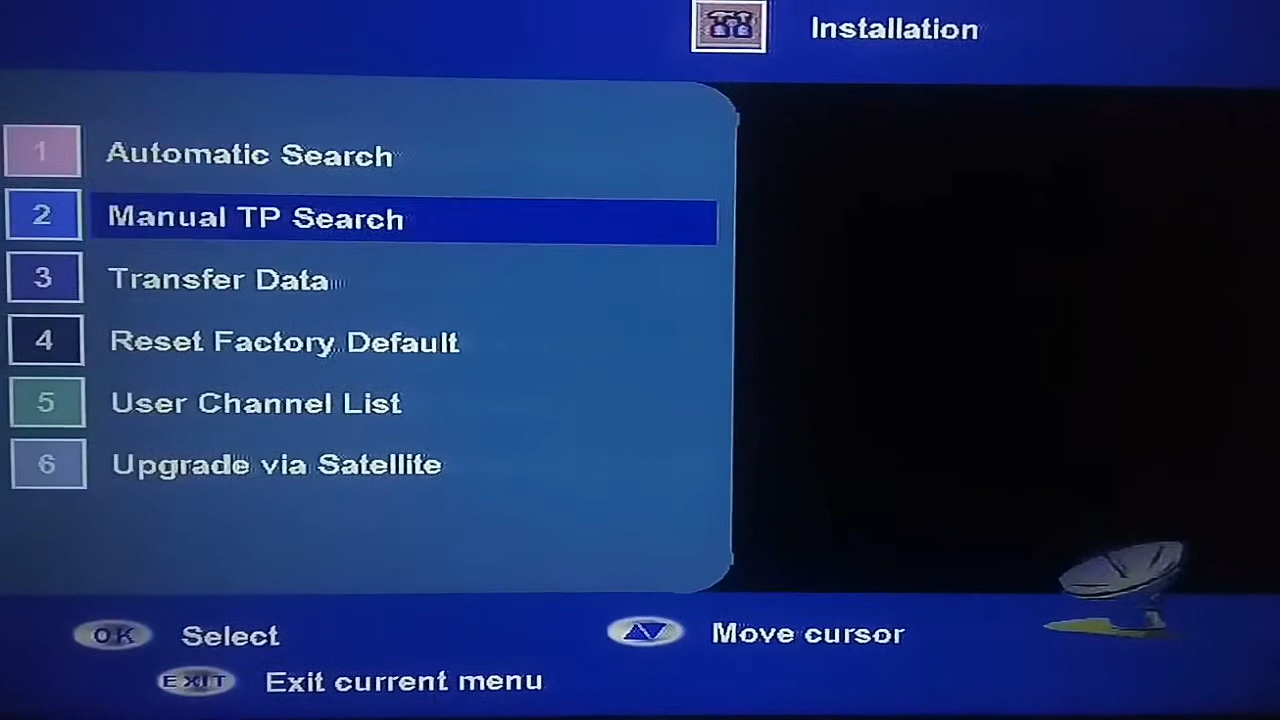 Installation
1 Automatic Search
2 Manual TP Search
3 Transfer Data
4 Reset Factory Default
5 User Channel List
6 Upgrade via Satellite
OK Select
Move cursor
EXIT Exit current menu